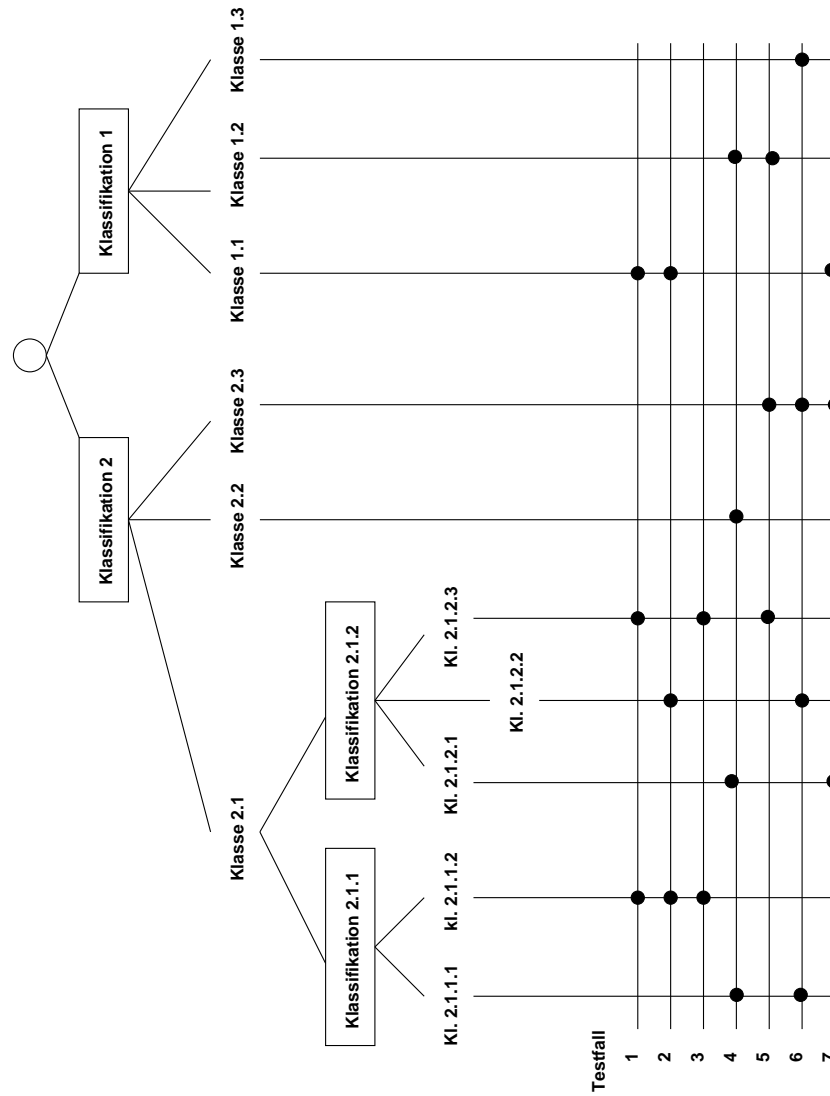 Klassifikation 2
Klassifikation 1
Klasse 2.1
Klasse 2.2
Klasse 2.3
Klasse 1.1
Klasse 1.2
Klasse 1.3
Klassifikation 2.1.1
Klassifikation 2.1.2
Kl. 2.1.1.1
kl. 2.1.1.2
Kl. 2.1.2.1
Kl. 2.1.2.2
Kl. 2.1.2.3
Testfall
1
2
3
4
5
6
7